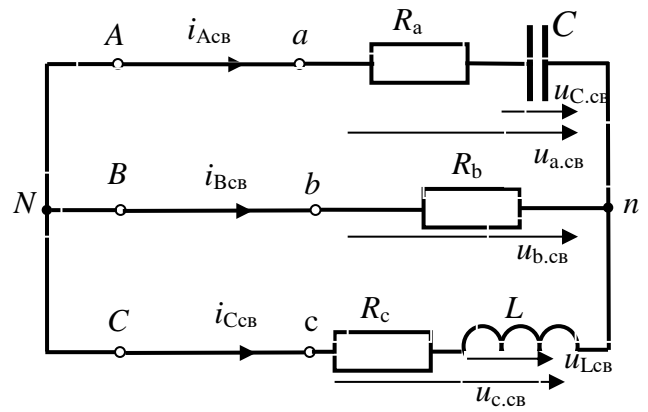 A i_Aсв a R_a C
u_C.св
u_a.св
N B i_Bсв b R_b n
u_b.св
C i_Cсв c R_c L
u_Lсв
u_c.св